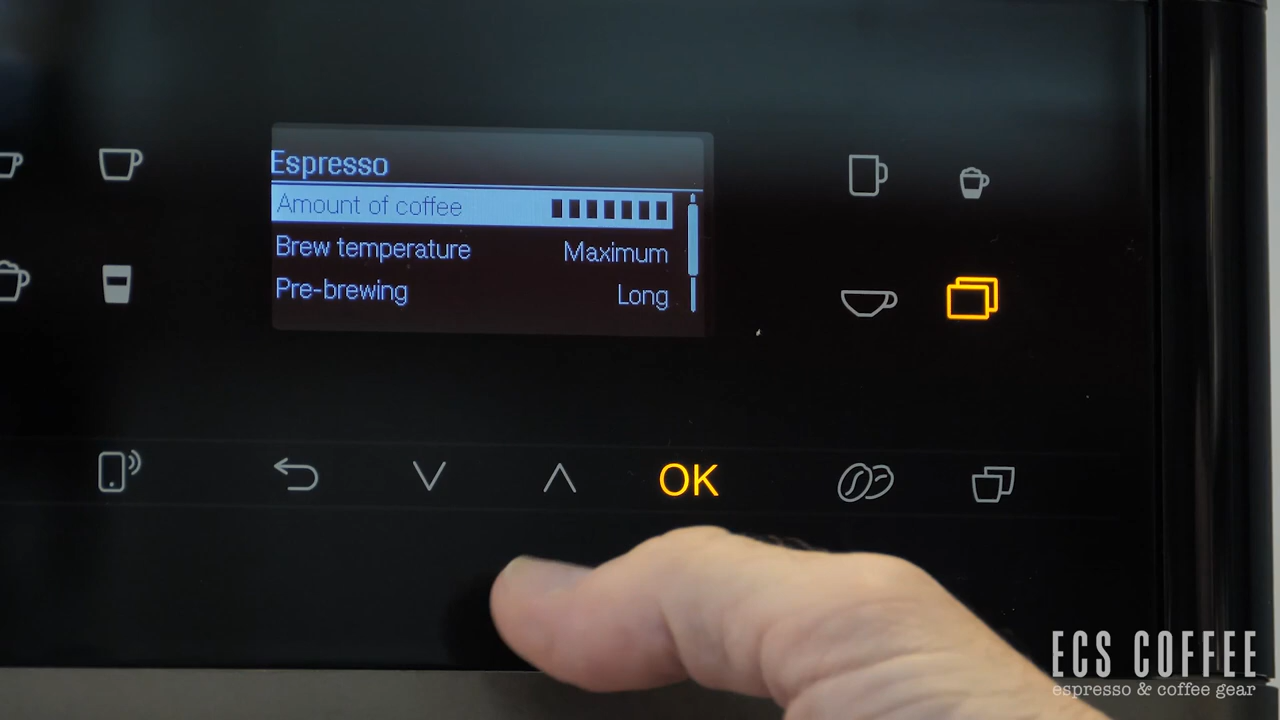 Espresso
Amount of coffee
Brew temperature Maximum
Pre-brewing Long
OK
ECS COFFEE
espresso & coffee gear